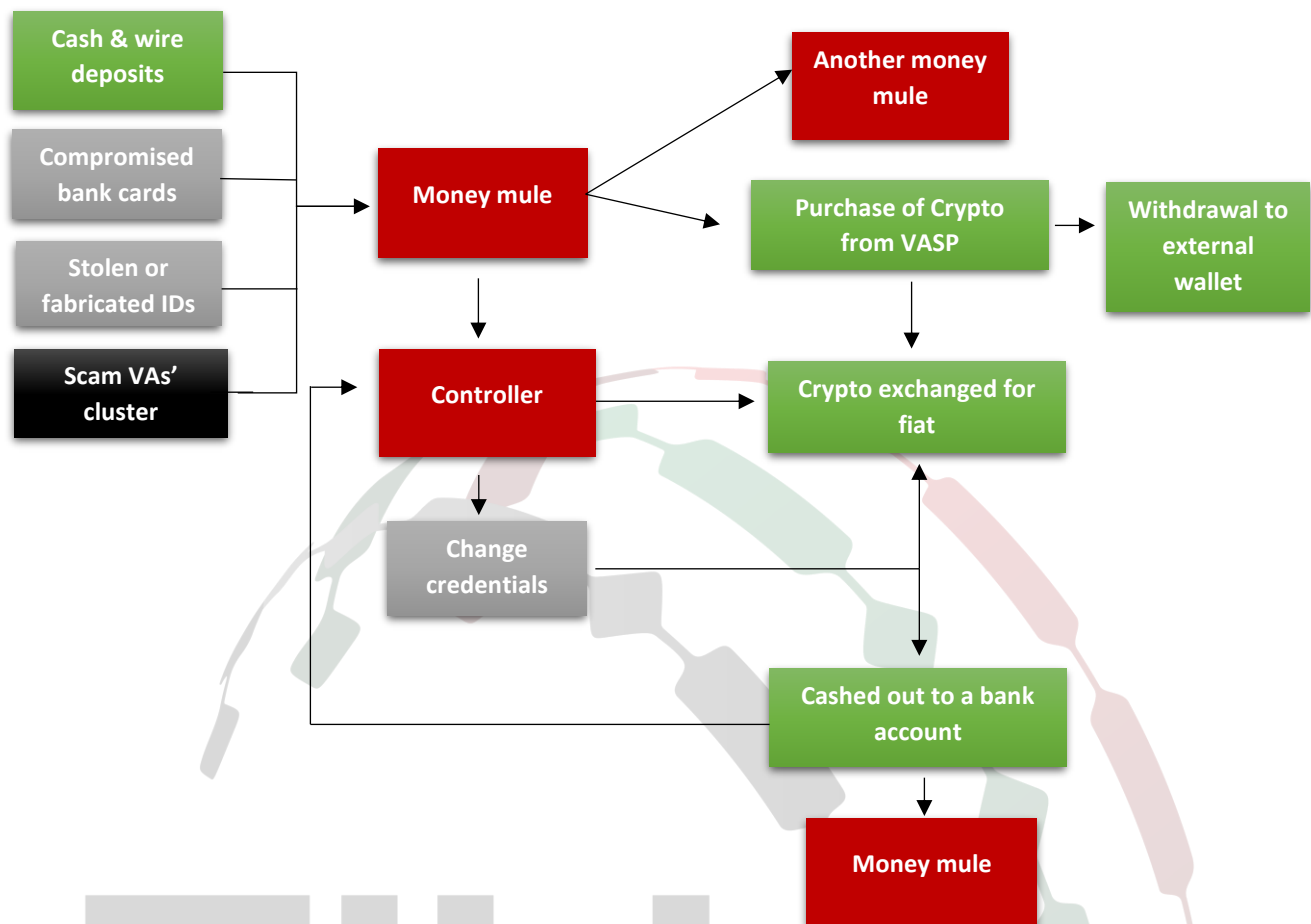 Cash & wire
deposits
Another money
mule
Compromised
bank cards
Money mule
Purchase of Crypto
from VASP
Withdrawal to
external
wallet
Stolen or
fabricated IDs
Scam VAs’
cluster
Controller
Crypto exchanged for
fiat
Change
credentials
Cashed out to a bank
account
Money mule